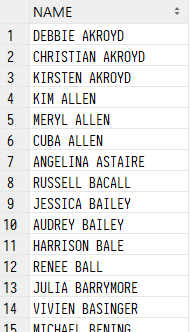 NAME
1 DEBBIE AKROYD
2 CHRISTIAN AKROYD
3 KIRSTEN AKROYD
4 KIM ALLEN
5 MERYL ALLEN
6 CUBA ALLEN
7 ANGELINA ASTAIRE
8 RUSSELL BACALL
9 JESSICA BAILEY
10 AUDREY BAILEY
11 HARRISON BALE
12 RENEE BALL
13 JULIA BARRYMORE
14 VIVIEN BASINGER
15 MICHAEL BENING